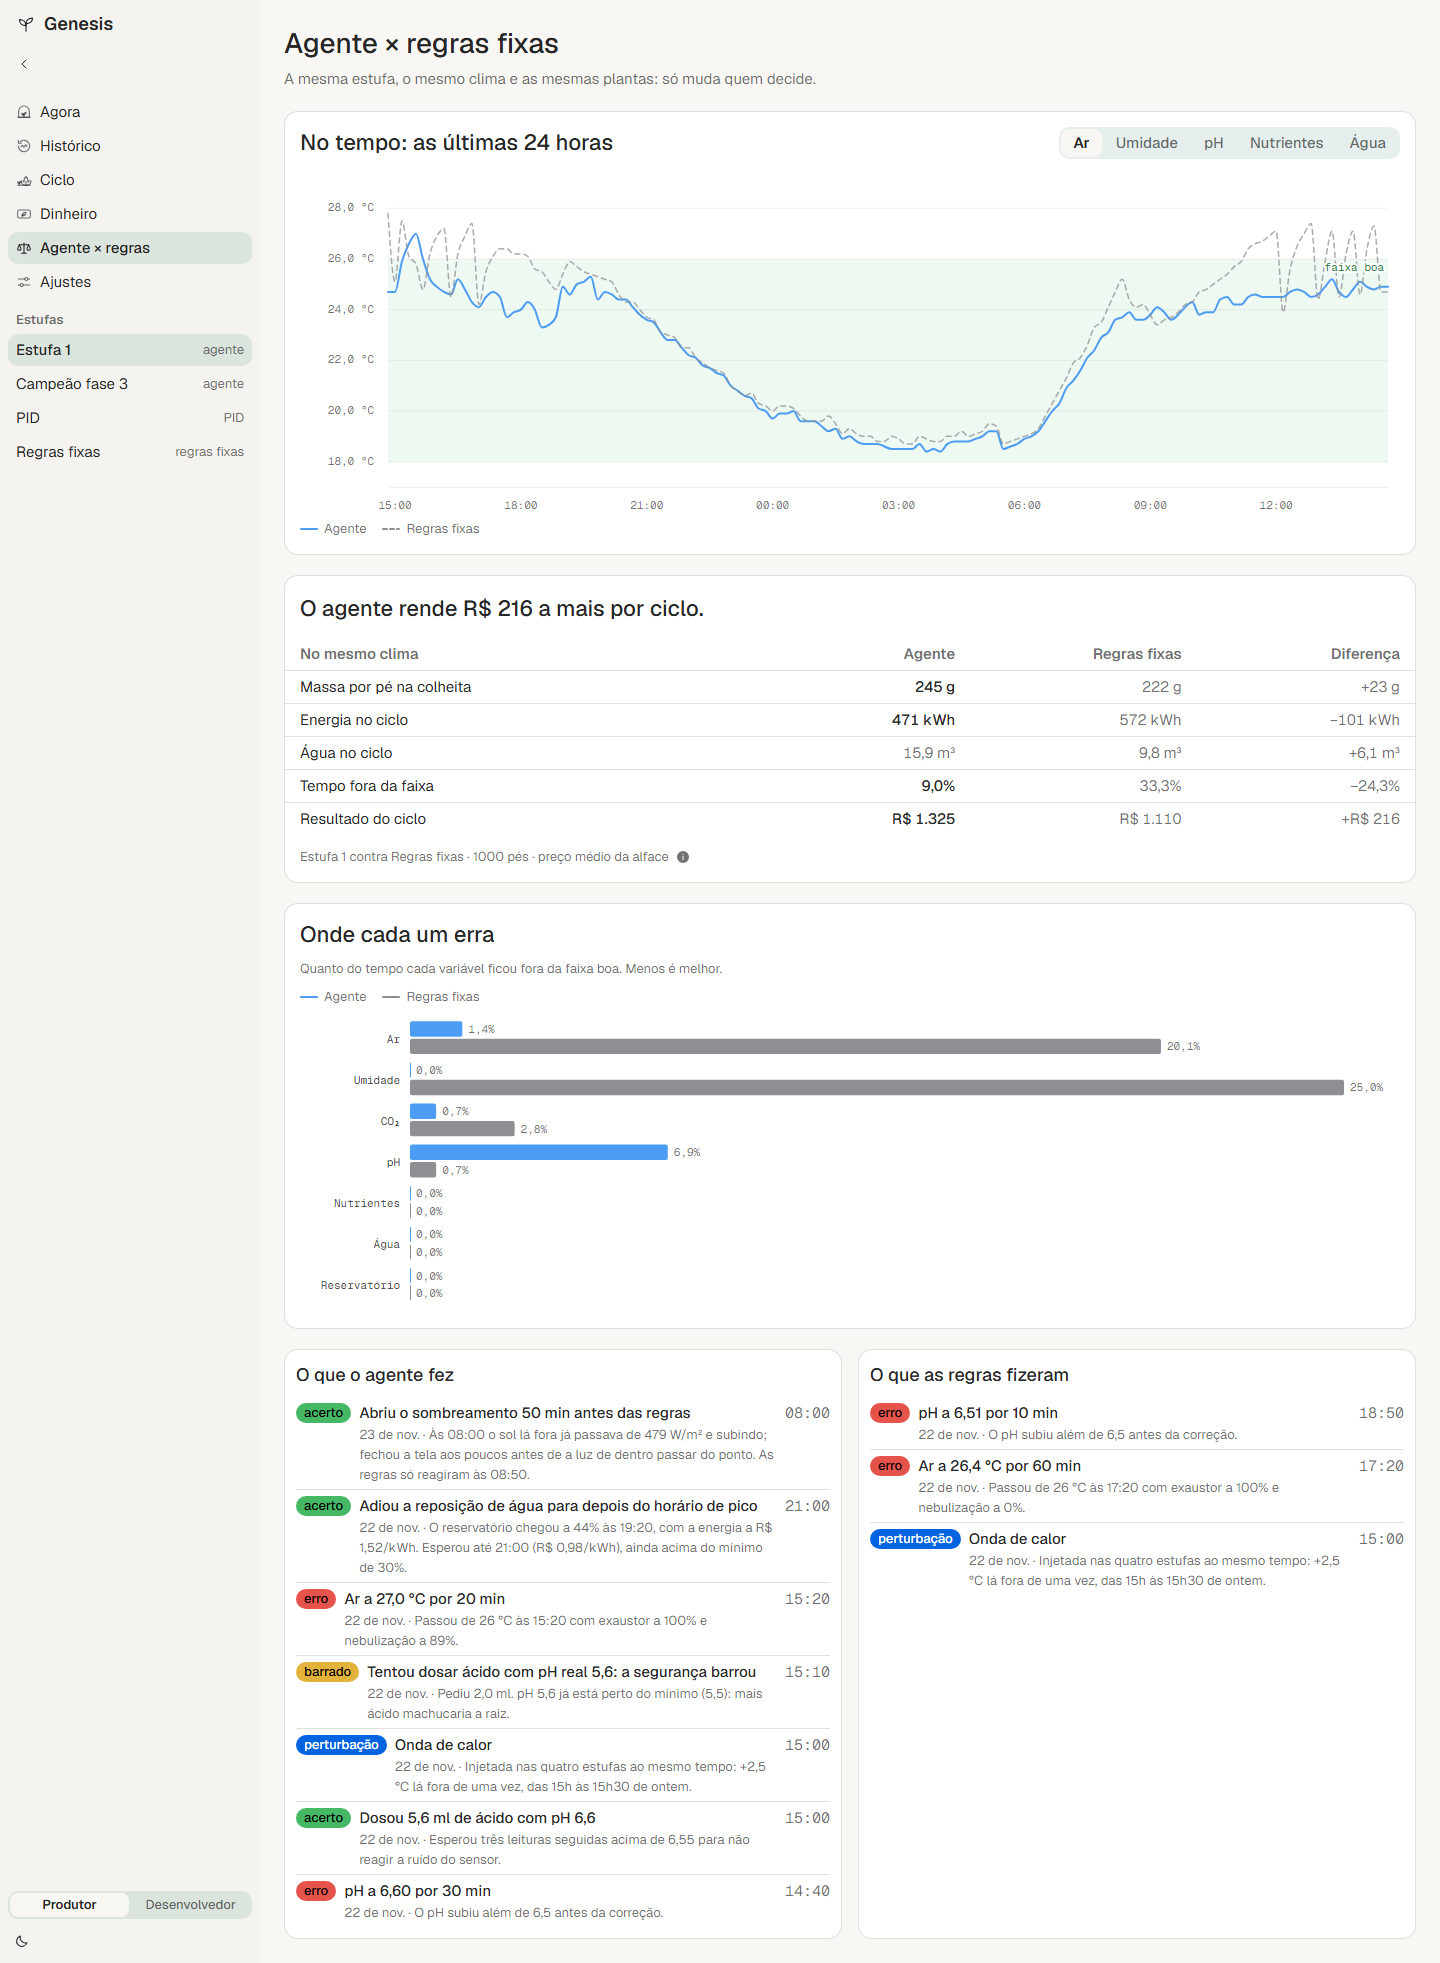 Genesis
Agora
Histórico
Ciclo
Dinheiro
Agente × regras
Ajustes
Estufas
Estufa 1 agente
Campeão fase 3 agente
PID PID
Regras fixas regras fixas
Produtor Desenvolvedor
Agente × regras fixas
A mesma estufa, o mesmo clima e as mesmas plantas: só muda quem decide.
No tempo: as últimas 24 horas
Ar Umidade pH Nutrientes Água
28,0 °C
26,0 °C
faixa boa
24,0 °C
22,0 °C
20,0 °C
18,0 °C
15:00 18:00 21:00 00:00 03:00 06:00 09:00 12:00
Agente Regras fixas
O agente rende R$ 216 a mais por ciclo.
No mesmo clima Agente Regras fixas Diferença
Massa por pé na colheita 245 g 222 g +23 g
Energia no ciclo 471 kWh 572 kWh −101 kWh
Água no ciclo 15,9 m³ 9,8 m³ +6,1 m³
Tempo fora da faixa 9,0% 33,3% −24,3%
Resultado do ciclo R$ 1.325 R$ 1.110 +R$ 216
Estufa 1 contra Regras fixas · 1000 pés · preço médio da alface
Onde cada um erra
Quanto do tempo cada variável ficou fora da faixa boa. Menos é melhor.
Agente Regras fixas
Ar 1,4%
20,1%
Umidade 0,0%
25,0%
CO₂ 0,7%
2,8%
pH 6,9%
0,7%
Nutrientes 0,0%
0,0%
Água 0,0%
0,0%
Reservatório 0,0%
0,0%
O que o agente fez
acerto Abriu o sombreamento 50 min antes das regras 08:00
23 de nov. · Às 08:00 o sol lá fora já passava de 479 W/m² e subindo;
fechou a tela aos poucos antes de a luz de dentro passar do ponto. As
regras só reagiram às 08:50.
acerto Adiou a reposição de água para depois do horário de pico 21:00
22 de nov. · O reservatório chegou a 44% às 19:20, com a energia a R$
1,52/kWh. Esperou até 21:00 (R$ 0,98/kWh), ainda acima do mínimo
de 30%.
erro Ar a 27,0 °C por 20 min 15:20
22 de nov. · Passou de 26 °C às 15:20 com exaustor a 100% e
nebulização a 89%.
barrado Tentou dosar ácido com pH real 5,6: a segurança barrou 15:10
22 de nov. · Pediu 2,0 ml. pH 5,6 já está perto do mínimo (5,5): mais
ácido machucaria a raiz.
perturbação Onda de calor 15:00
22 de nov. · Injetada nas quatro estufas ao mesmo tempo: +2,5
°C lá fora de uma vez, das 15h às 15h30 de ontem.
acerto Dosou 5,6 ml de ácido com pH 6,6 15:00
22 de nov. · Esperou três leituras seguidas acima de 6,55 para não
reagir a ruído do sensor.
erro pH a 6,60 por 30 min 14:40
22 de nov. · O pH subiu além de 6,5 antes da correção.
O que as regras fizeram
erro pH a 6,51 por 10 min 18:50
22 de nov. · O pH subiu além de 6,5 antes da correção.
erro Ar a 26,4 °C por 60 min 17:20
22 de nov. · Passou de 26 °C às 17:20 com exaustor a 100% e
nebulização a 0%.
perturbação Onda de calor 15:00
22 de nov. · Injetada nas quatro estufas ao mesmo tempo: +2,5
°C lá fora de uma vez, das 15h às 15h30 de ontem.